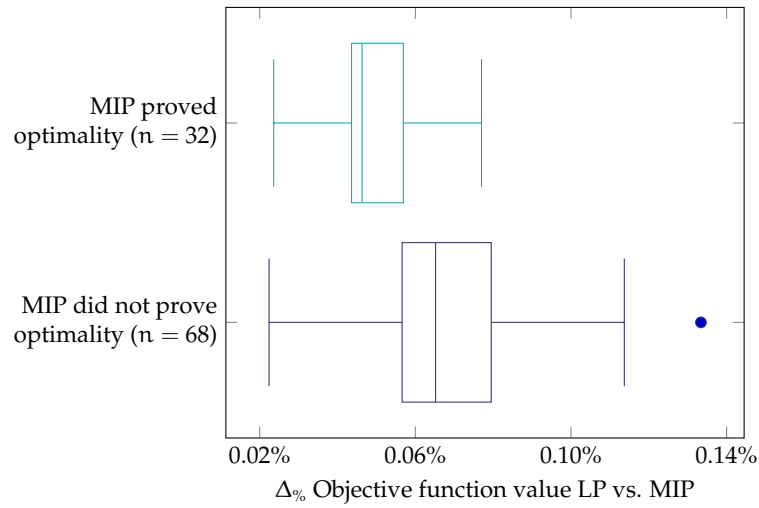 MIP proved
optimality (n = 32)
MIP did not prove
optimality (n = 68)
0.02% 0.06% 0.10% 0.14%
Δ% Objective function value LP vs. MIP